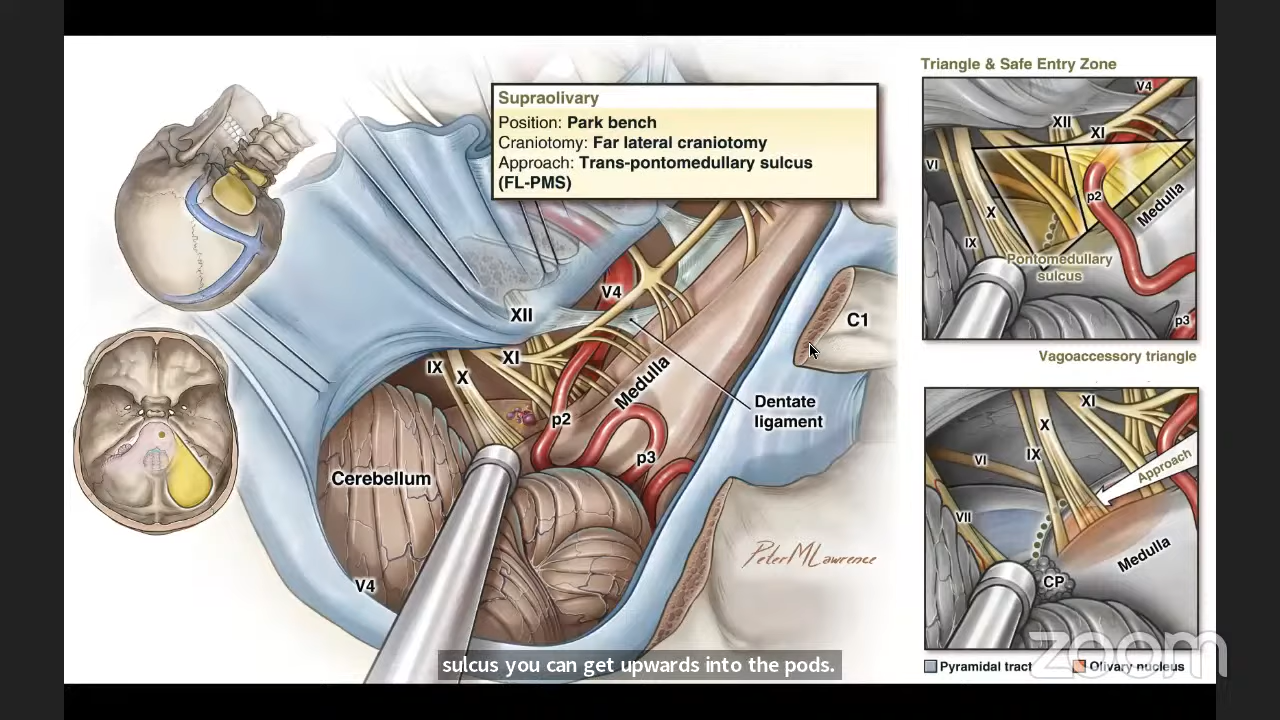 Supraolivary
Position: Park bench
Craniotomy: Far lateral craniotomy
Approach: Trans-pontomedullary sulcus
(FL-PMS)
V4
XII
XI
IX
X
p2
Medulla
p3
C1
Dentate
ligament
Cerebellum
V4
PeterMLawrence
Triangle & Safe Entry Zone
V4
XII
XI
VI
X
p2
Medulla
IX
Pontomedullary
sulcus
p3
Vagoaccessory triangle
XI
X
IX
VI
Approach
VII
Medulla
CP
Pyramidal tract
Olivary nucleus
zoom
sulcus you can get upwards into the pods.